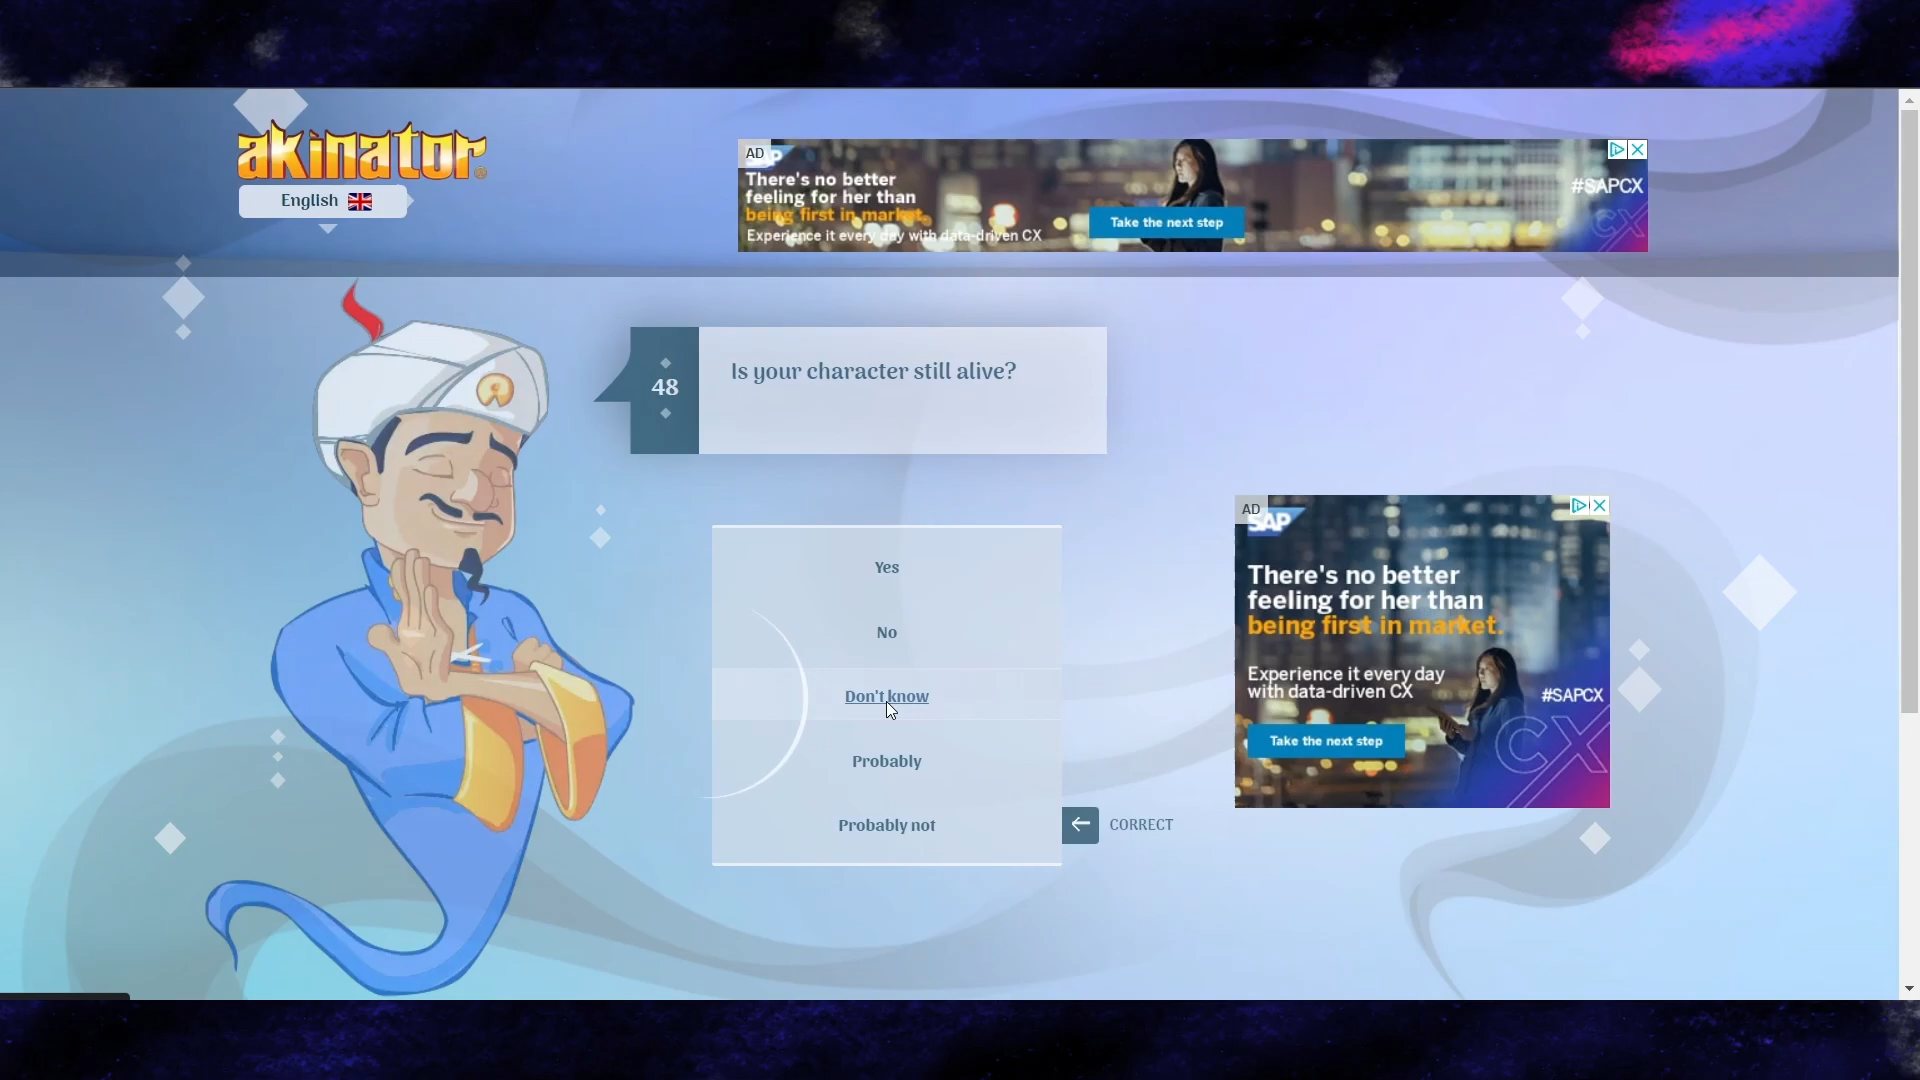 akinator
English
AD
SAP
There's no better
feeling for her than
being first in market.
Experience it every day with data-driven CX
Take the next step
#SAPCX
CX
48
Is your character still alive?
Yes
No
Don't know
Probably
Probably not
CORRECT
AD
SAP
There's no better
feeling for her than
being first in market.
Experience it every day
with data-driven CX
#SAPCX
Take the next step
CX